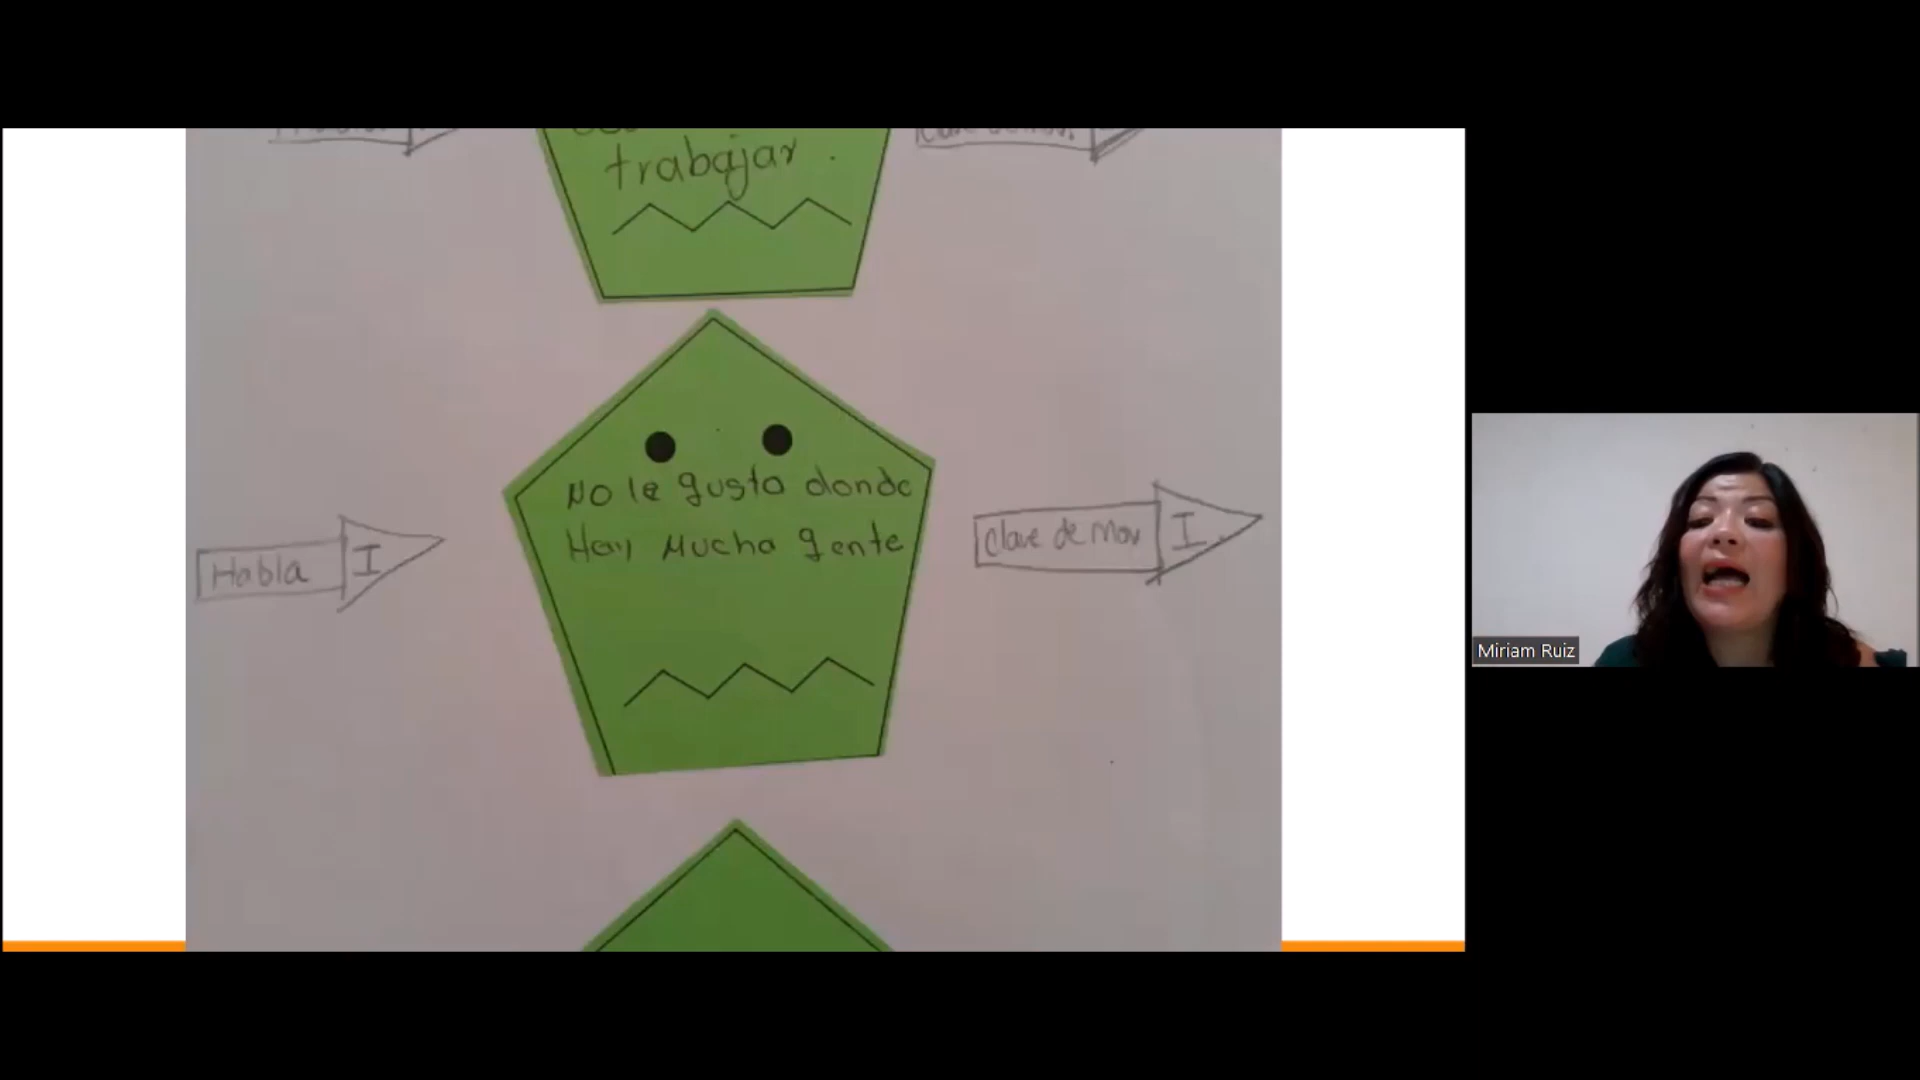 trabajar.
No le gusta donde
Hay Mucha gente
Habla I
Clave de Mov I.
Miriam Ruiz